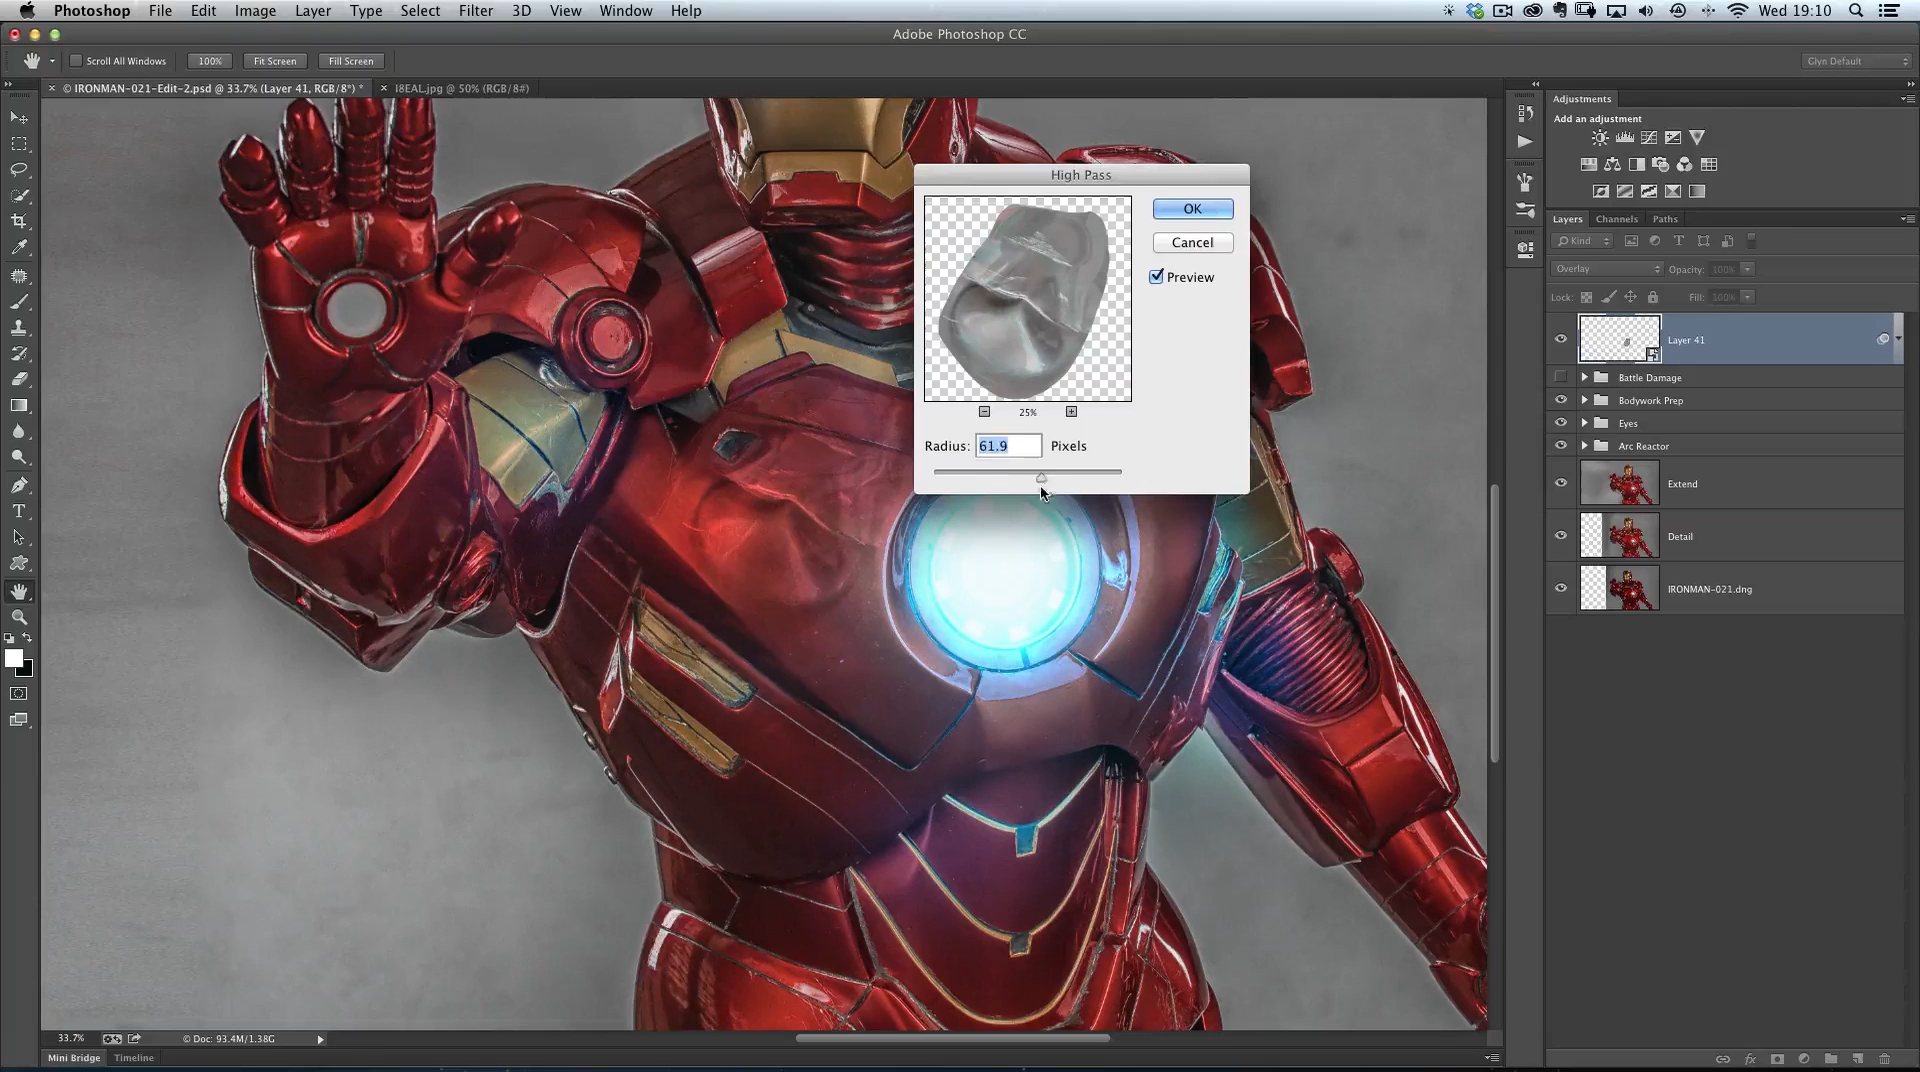 Photoshop File Edit Image Layer Type Select Filter 3D View Window Help Wed 19:10
Adobe Photoshop CC
Scroll All Windows 100% Fit Screen Fill Screen Glyn Default
© IRONMAN-021-Edit-2.psd @ 33.7% (Layer 41, RGB/8*) * I8EAL.jpg @ 50% (RGB/8#)
Adjustments
Add an adjustment
High Pass
OK
Cancel
Preview
25%
Radius: 61.9 Pixels
Layers Channels Paths
Kind
Overlay Opacity: 100%
Lock: Fill: 100%
Layer 41
Battle Damage
Bodywork Prep
Eyes
Arc Reactor
Extend
Detail
IRONMAN-021.dng
33.7% © Doc: 93.4M/1.38G
Mini Bridge Timeline